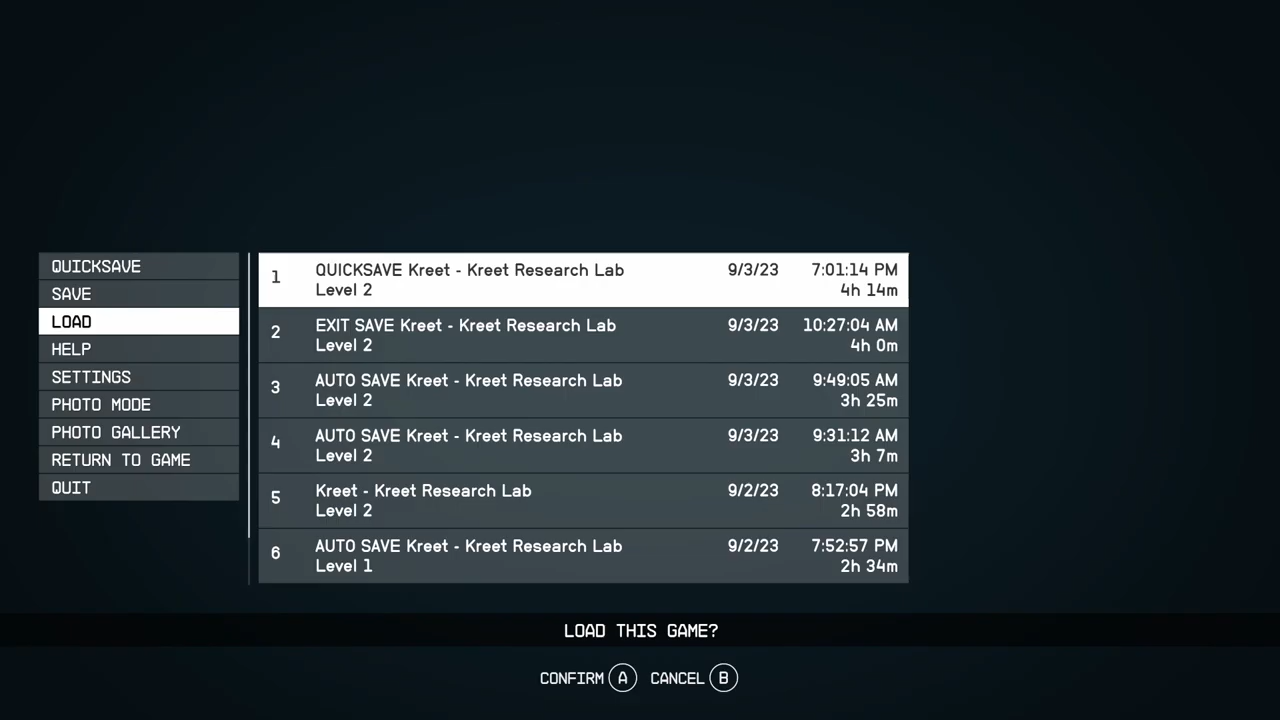 QUICKSAVE
SAVE
LOAD
HELP
SETTINGS
PHOTO MODE
PHOTO GALLERY
RETURN TO GAME
QUIT
1 QUICKSAVE Kreet - Kreet Research Lab 9/3/23 7:01:14 PM
Level 2 4h 14m
2 EXIT SAVE Kreet - Kreet Research Lab 9/3/23 10:27:04 AM
Level 2 4h 0m
3 AUTO SAVE Kreet - Kreet Research Lab 9/3/23 9:49:05 AM
Level 2 3h 25m
4 AUTO SAVE Kreet - Kreet Research Lab 9/3/23 9:31:12 AM
Level 2 3h 7m
5 Kreet - Kreet Research Lab 9/2/23 8:17:04 PM
Level 2 2h 58m
6 AUTO SAVE Kreet - Kreet Research Lab 9/2/23 7:52:57 PM
Level 1 2h 34m
LOAD THIS GAME?
CONFIRM A CANCEL B